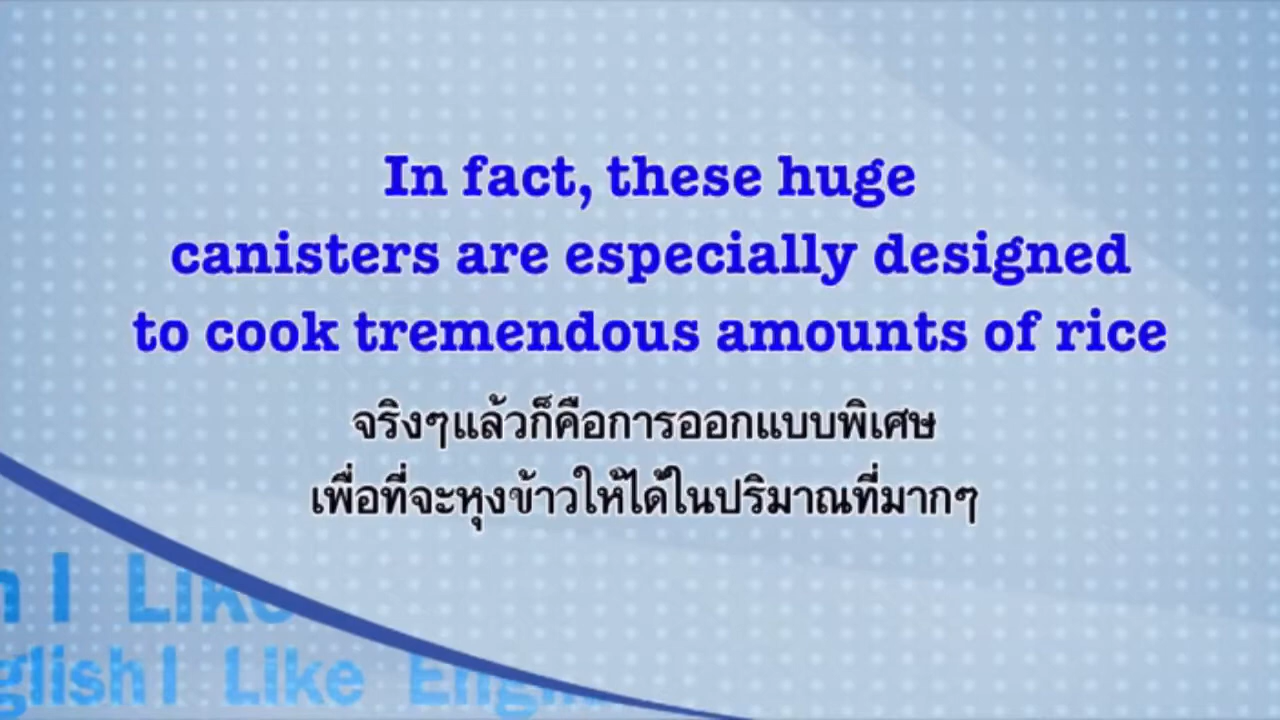 In fact, these huge
canisters are especially designed
to cook tremendous amounts of rice
จริงๆแล้วก็คือการออกแบบพิเศษ
เพื่อที่จะหุงข้าวให้ได้ในปริมาณที่มากๆ
I Like
glish I Like